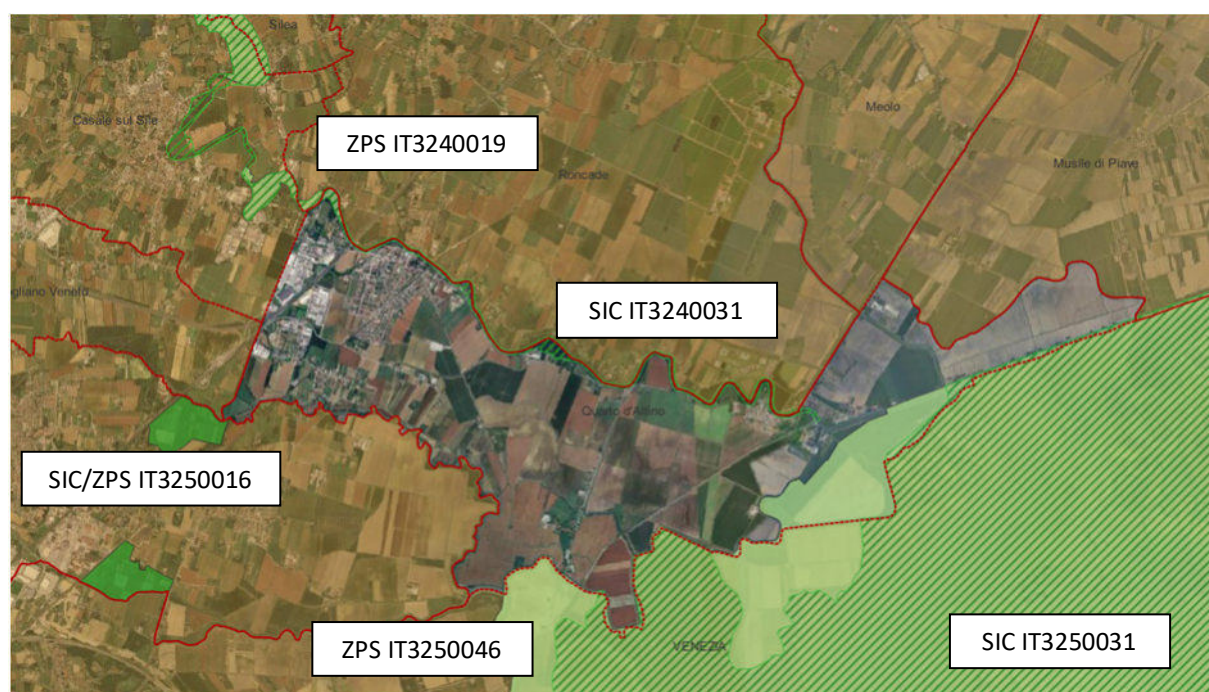 Silea
Casale sul Sile
ZPS IT3240019
Meolo
Musile di Piave
Roncade
gliano Veneto
SIC IT3240031
Quarto d'Altino
SIC/ZPS IT3250016
ZPS IT3250046
VENEZIA
SIC IT3250031